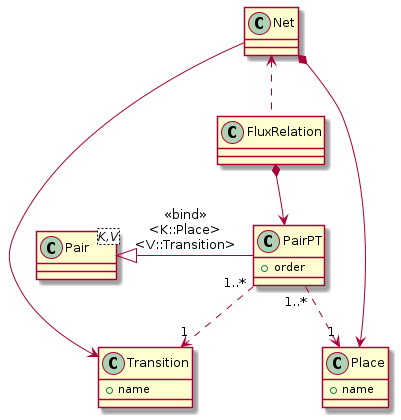 C Net
C FluxRelation
«bind»
<K::Place>
<V::Transition>
C Pair K,V
C PairPT
order
1..*
1..*
1
1
C Transition
name
C Place
name